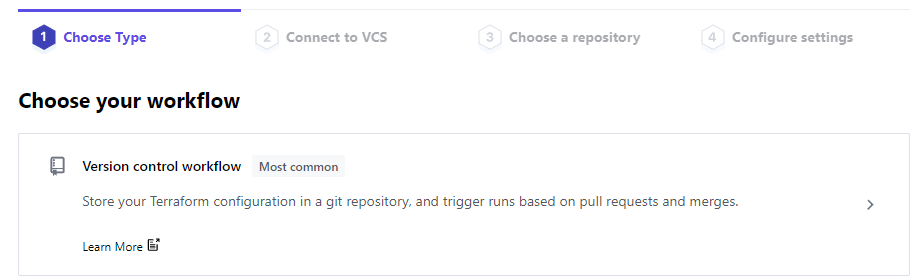 1 Choose Type 2 Connect to VCS 3 Choose a repository 4 Configure settings
Choose your workflow
Version control workflow Most common
Store your Terraform configuration in a git repository, and trigger runs based on pull requests and merges.
Learn More